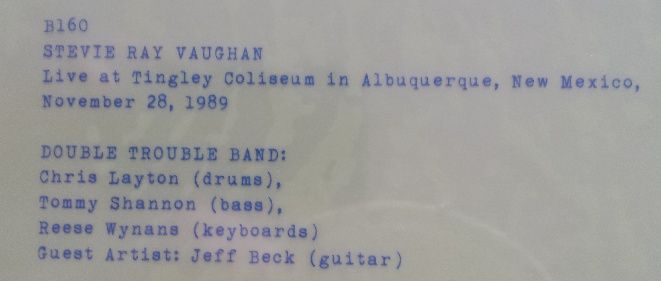 B160
STEVIE RAY VAUGHAN
Live at Tingley Coliseum in Albuquerque, New Mexico,
November 28, 1989
DOUBLE TROUBLE BAND:
Chris Layton (drums),
Tommy Shannon (bass),
Reese Wynans (keyboards)
Guest Artist: Jeff Beck (guitar)